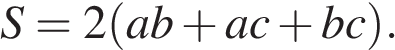 S = 2(ab + ac + bc).